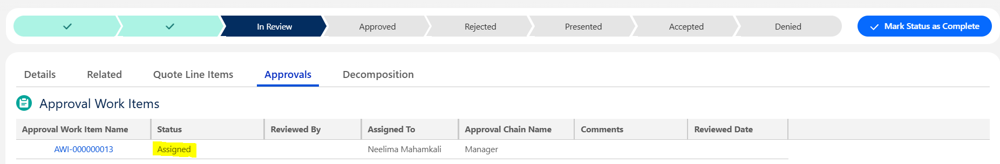 In Review Approved Rejected Presented Accepted Denied Mark Status as Complete
Details Related Quote Line Items Approvals Decomposition
Approval Work Items
Approval Work Item Name Status Reviewed By Assigned To Approval Chain Name Comments Reviewed Date
AWI-000000013 Assigned Neelima Mahamkali Manager